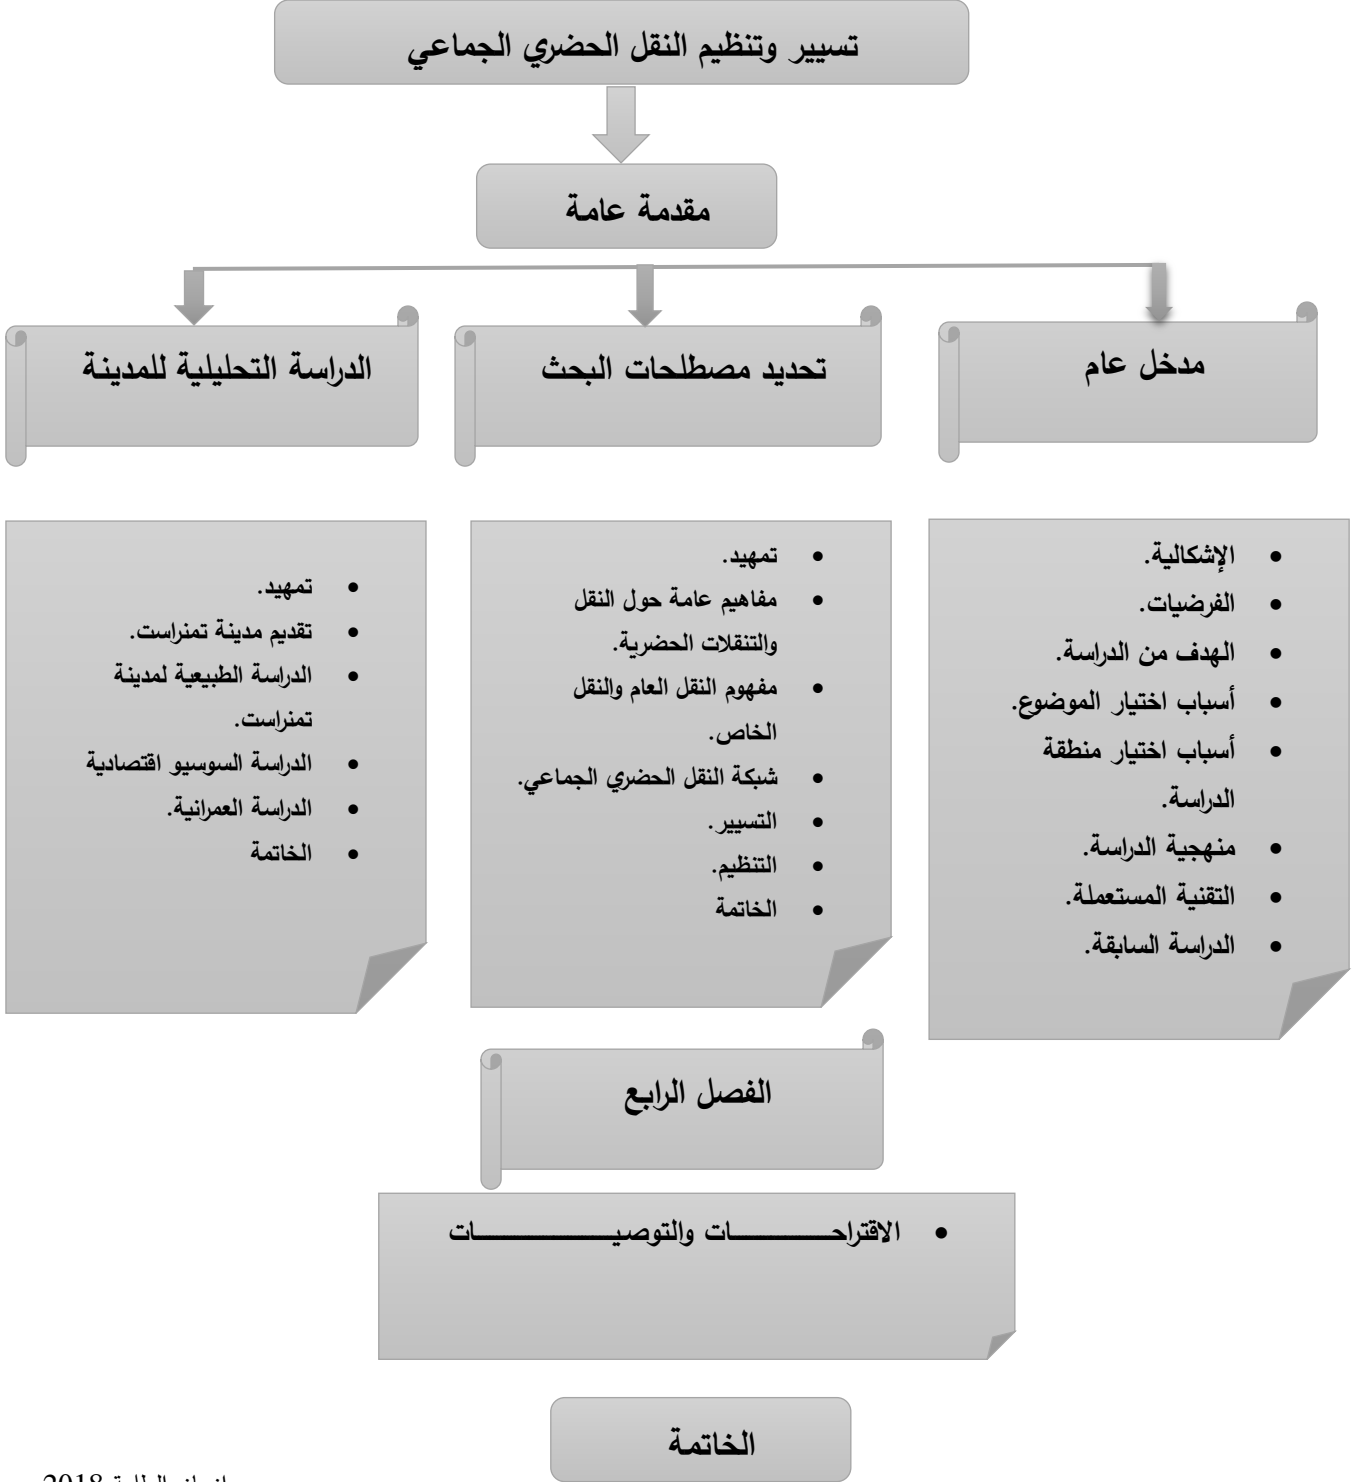 تسيير وتنظيم النقل الحضري الجماعي
مقدمة عامة
مدخل عام
تحديد مصطلحات البحث
الدراسة التحليلية للمدينة
• الإشكالية.
• الفرضيات.
• الهدف من الدراسة.
• أسباب اختيار الموضوع.
• أسباب اختيار منطقة
الدراسة.
• منهجية الدراسة.
• التقنية المستعملة.
• الدراسة السابقة.
• تمهيد.
• مفاهيم عامة حول النقل
والتنقلات الحضرية.
• مفهوم النقل العام والنقل
الخاص.
• شبكة النقل الحضري الجماعي.
• التسيير.
• التنظيم.
• الخاتمة
• تمهيد.
• تقديم مدينة تمنراست.
• الدراسة الطبيعية لمدينة
تمنراست.
• الدراسة السوسيو اقتصادية
• الدراسة العمرانية.
• الخاتمة
الفصل الرابع
• الاقتراحـــــــــــات والتوصيـــــــــــــــات
الخاتمة
2018